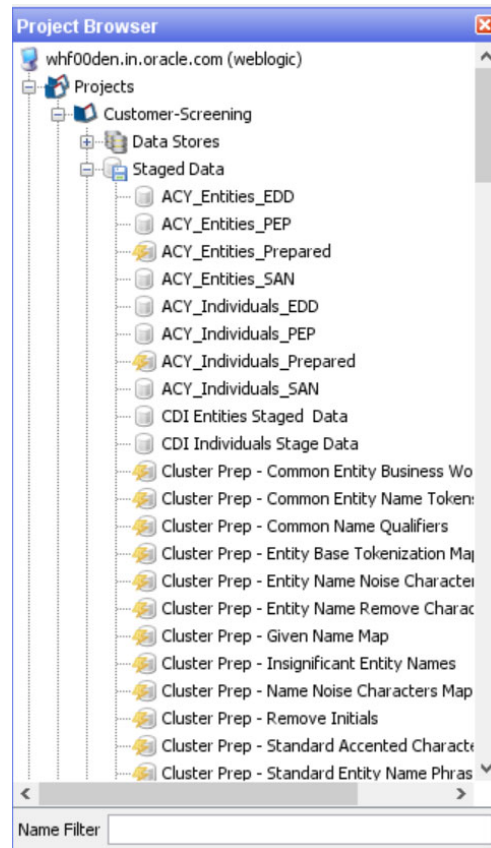 Project Browser
whf00den.in.oracle.com (weblogic)
Projects
Customer-Screening
Data Stores
Staged Data
ACY_Entities_EDD
ACY_Entities_PEP
ACY_Entities_Prepared
ACY_Entities_SAN
ACY_Individuals_EDD
ACY_Individuals_PEP
ACY_Individuals_Prepared
ACY_Individuals_SAN
CDI Entities Staged Data
CDI Individuals Stage Data
Cluster Prep - Common Entity Business Wo
Cluster Prep - Common Entity Name Tokens
Cluster Prep - Common Name Qualifiers
Cluster Prep - Entity Base Tokenization Map
Cluster Prep - Entity Name Noise Character
Cluster Prep - Entity Name Remove Charac
Cluster Prep - Given Name Map
Cluster Prep - Insignificant Entity Names
Cluster Prep - Name Noise Characters Map
Cluster Prep - Remove Initials
Cluster Prep - Standard Accented Characte
Cluster Prep - Standard Entity Name Phras
Name Filter